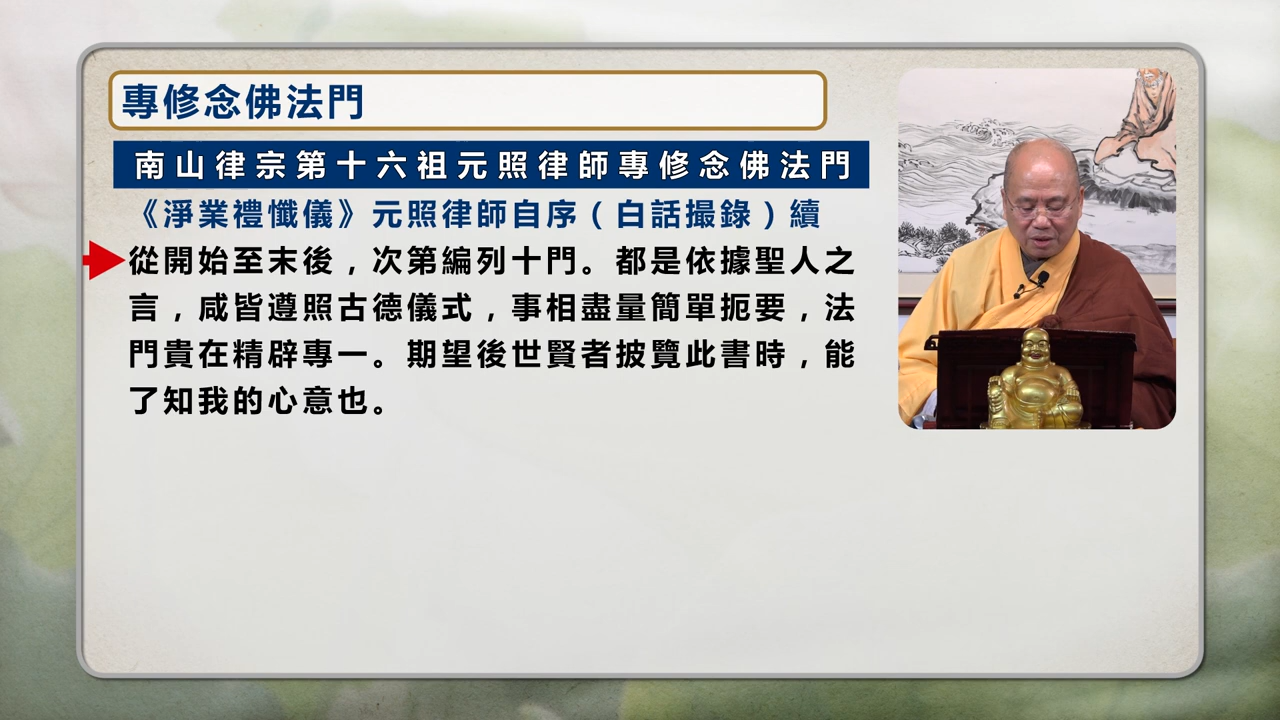 專修念佛法門
南山律宗第十六祖元照律師專修念佛法門
《淨業禮懺儀》元照律師自序（白話撮錄）續
從開始至末後，次第編列十門。都是依據聖人之
言，咸皆遵照古德儀式，事相盡量簡單扼要，法
門貴在精辟專一。期望後世賢者披覽此書時，能
了知我的心意也。